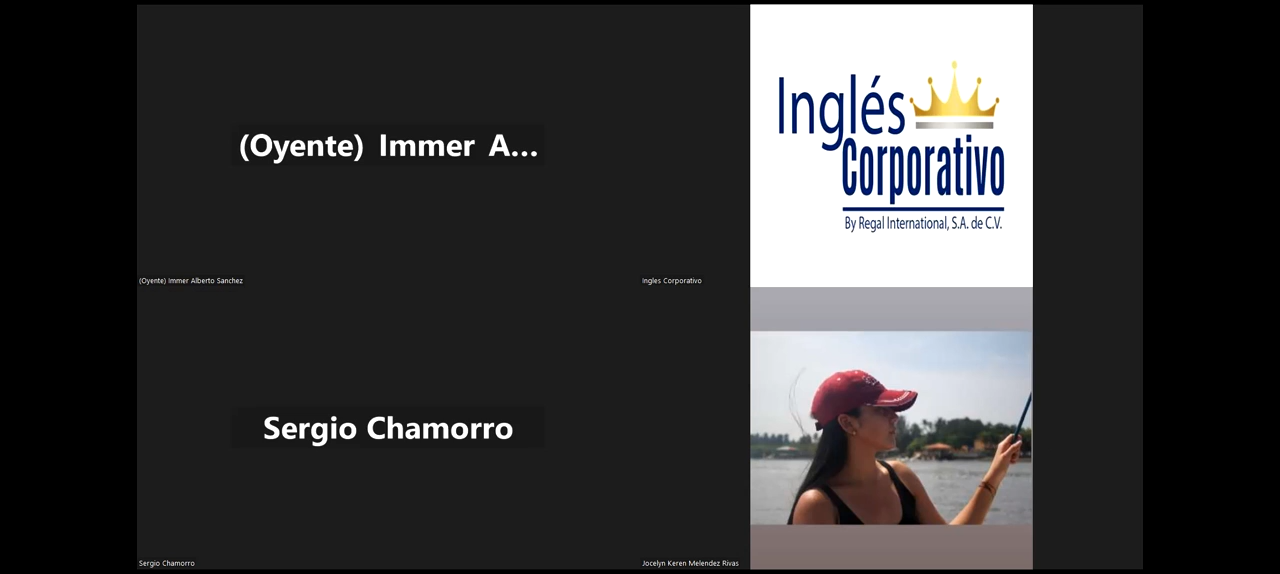 (Oyente) Immer A...
(Oyente) Immer Alberto Sanchez
Inglés
Corporativo
By Regal International, S.A. de C.V.
Ingles Corporativo
Sergio Chamorro
Sergio Chamorro
Jocelyn Keren Melendez Rivas